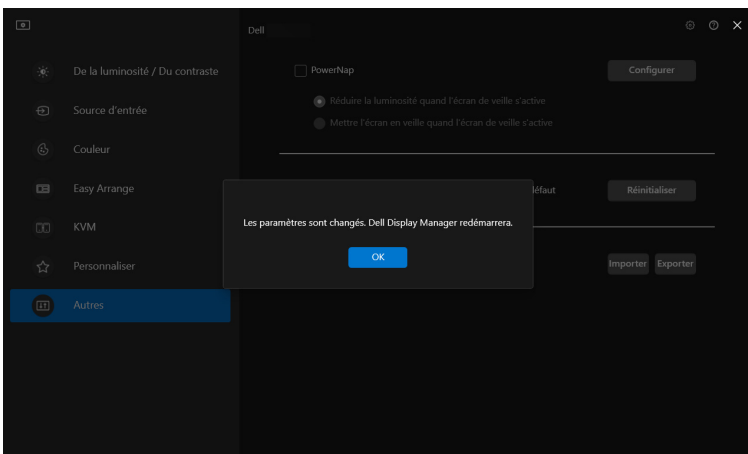 Dell
De la luminosité / Du contraste
PowerNap
Configurer
Réduire la luminosité quand l'écran de veille s'active
Source d'entrée
Mettre l'écran en veille quand l'écran de veille s'active
Couleur
Easy Arrange
Réinitialiser
Les paramètres sont changés. Dell Display Manager redémarrera.
KVM
OK
Personnaliser
Importer Exporter
Autres